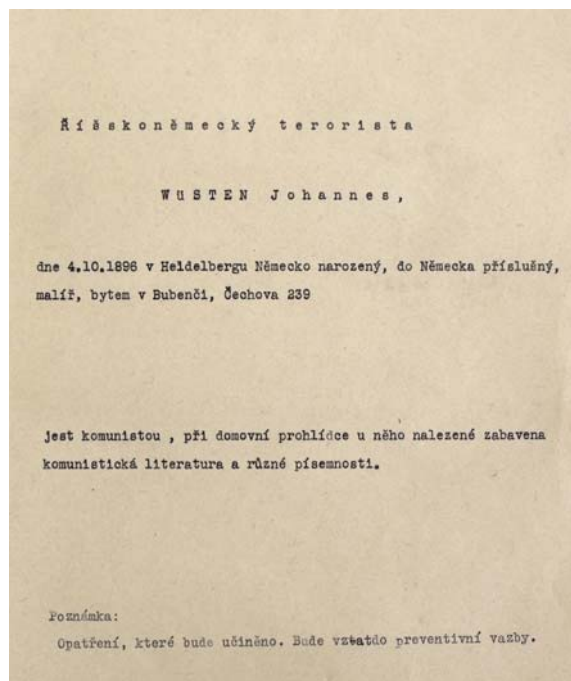 Říšskoněmecký terorista
WUSTEN Johannes,
dne 4.10.1896 v Heidelbergu Německo narozený, do Německa příslušný,
malíř, bytem v Bubenči, Čechova 239
jest komunistou , při domovní prohlídce u něho nalezené zabavena
komunistická literatura a různé písemnosti.
Poznámka:
Opatření, které bude učiněno. Bude vztatdo preventivní vazby.